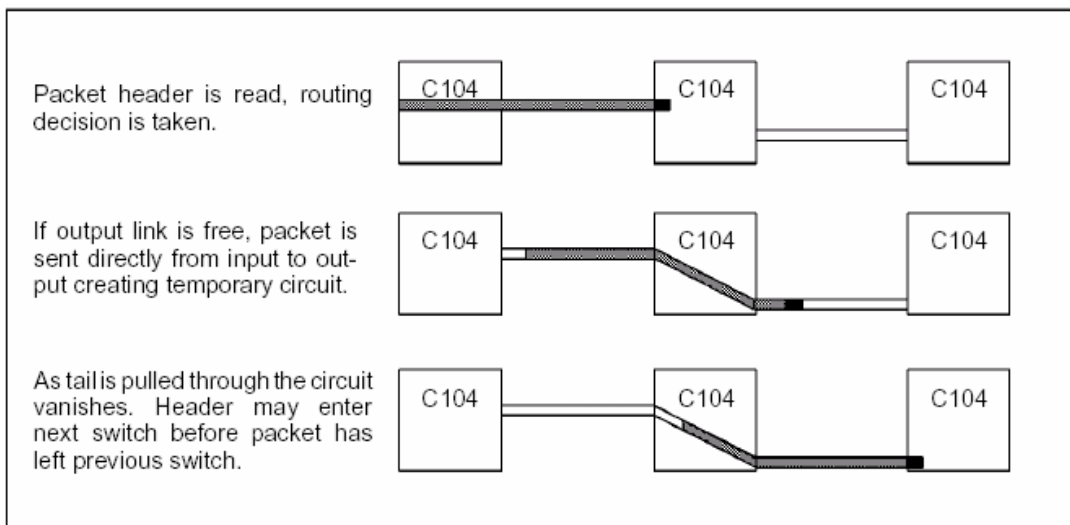 C104 C104 C104
Packet header is read, routing
decision is taken.
C104 C104 C104
If output link is free, packet is
sent directly from input to out-
put creating temporary circuit.
C104 C104 C104
As tail is pulled through the circuit
vanishes. Header may enter
next switch before packet has
left previous switch.